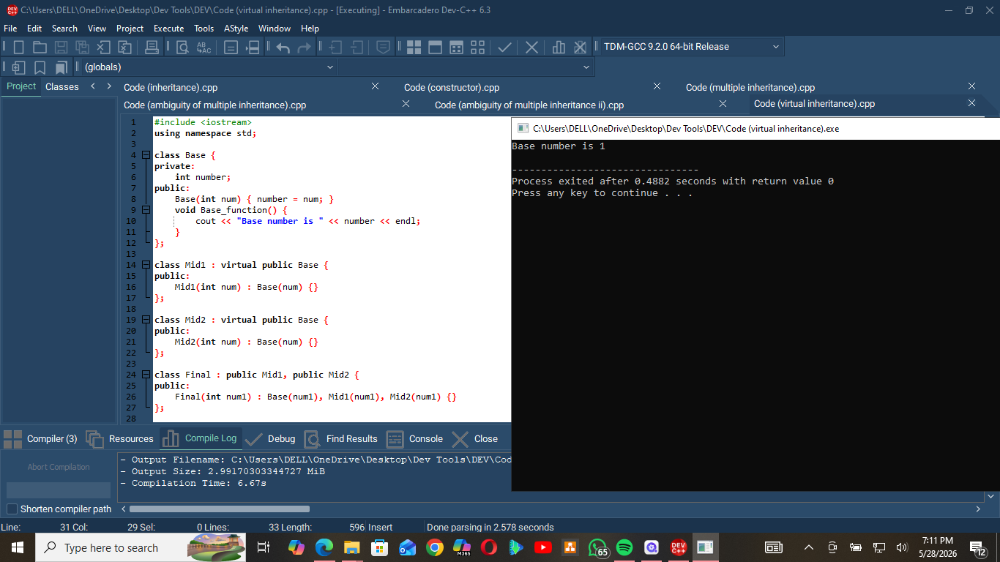 C:\Users\DELL\OneDrive\Desktop\Dev Tools\DEV\Code (virtual inheritance).cpp - [Executing] - Embarcadero Dev-C++ 6.3
File Edit Search View Project Execute Tools AStyle Window Help
TDM-GCC 9.2.0 64-bit Release
(globals)
Project Classes
Code (inheritance).cpp Code (constructor).cpp Code (multiple inheritance).cpp
Code (ambiguity of multiple inheritance).cpp Code (ambiguity of multiple inheritance ii).cpp Code (virtual inheritance).cpp
1 #include <iostream>
2 using namespace std;
3
4 class Base {
5 private:
6 int number;
7 public:
8 Base(int num) { number = num; }
9 void Base_function() {
10 cout << "Base number is " << number << endl;
11 }
12 };
13
14 class Mid1 : virtual public Base {
15 public:
16 Mid1(int num) : Base(num) {}
17 };
18
19 class Mid2 : virtual public Base {
20 public:
21 Mid2(int num) : Base(num) {}
22 };
23
24 class Final : public Mid1, public Mid2 {
25 public:
26 Final(int num1) : Base(num1), Mid1(num1), Mid2(num1) {}
27 };
28
C:\Users\DELL\OneDrive\Desktop\Dev Tools\DEV\Code (virtual inheritance).exe
Base number is 1
--------------------------------
Process exited after 0.4882 seconds with return value 0
Press any key to continue . . .
Compiler (3) Resources Compile Log Debug Find Results Console Close
Abort Compilation
Shorten compiler path
- Output Filename: C:\Users\DELL\OneDrive\Desktop\Dev Tools\DEV\Cod
- Output Size: 2.99170303344727 MiB
- Compilation Time: 6.67s
Line: 31 Col: 29 Sel: 0 Lines: 33 Length: 596 Insert Done parsing in 2.578 seconds
Type here to search
M365
65
DEV C++
7:11 PM
5/28/2026
12